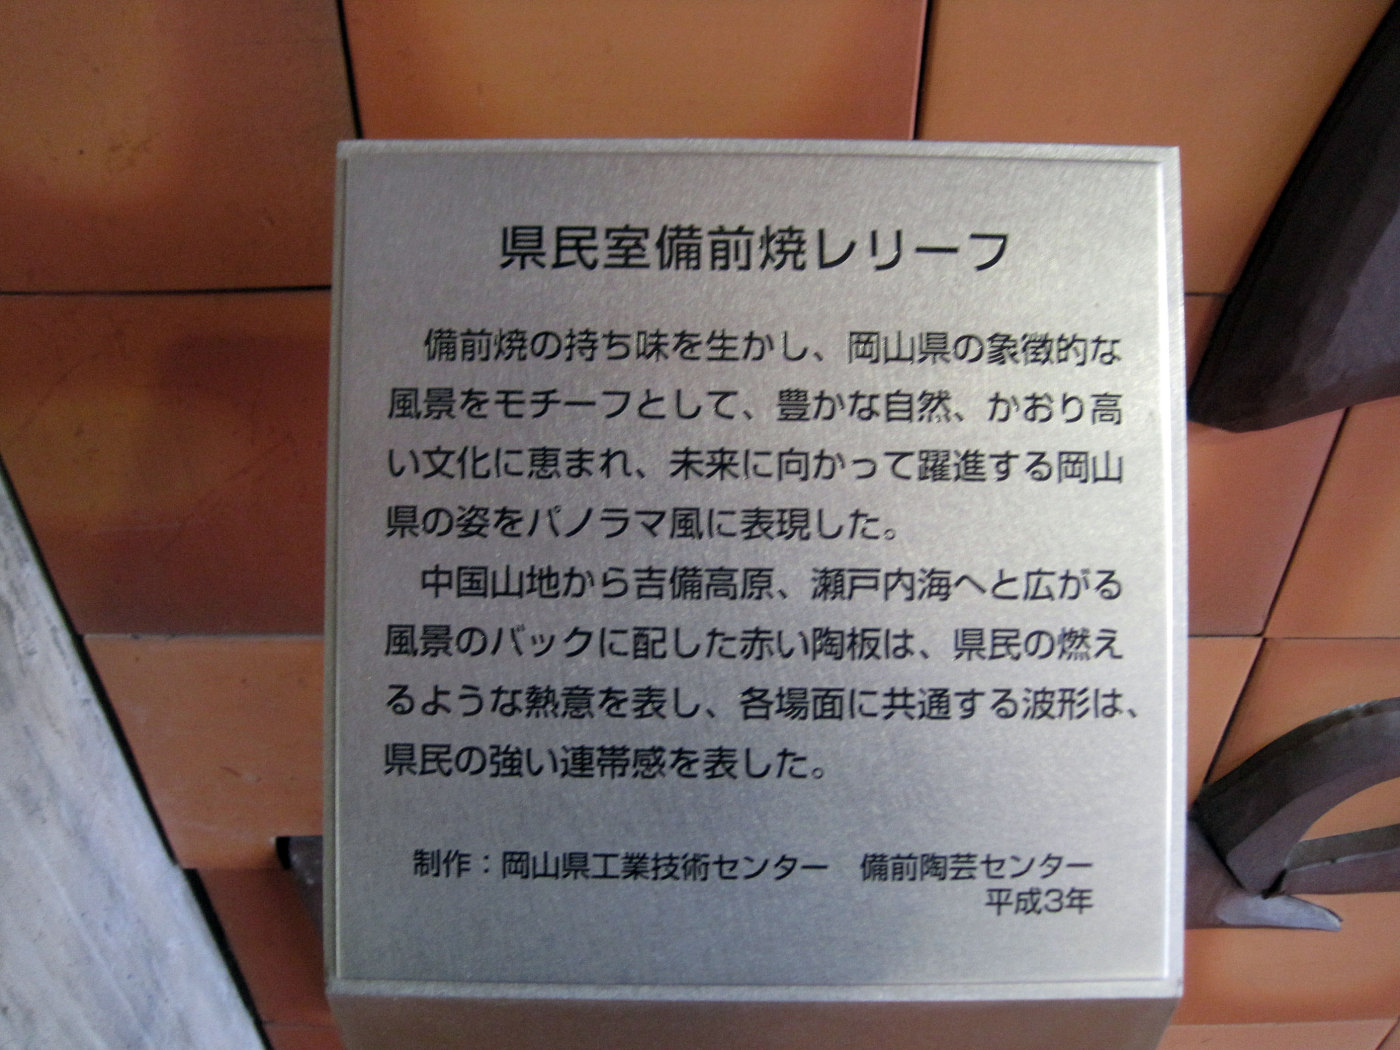 県民室備前焼レリーフ
備前焼の持ち味を生かし、岡山県の象徴的な
風景をモチーフとして、豊かな自然、かおり高
い文化に恵まれ、未来に向かって躍進する岡山
県の姿をパノラマ風に表現した。
中国山地から吉備高原、瀬戸内海へと広がる
風景のバックに配した赤い陶板は、県民の燃え
るような熱意を表し、各場面に共通する波形は、
県民の強い連帯感を表した。
制作：岡山県工業技術センター　備前陶芸センター
平成3年